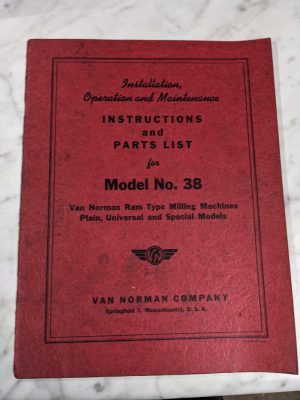 Installation,
Operation and Maintenance
INSTRUCTIONS
and
PARTS LIST
for
Model No. 38
Van Norman Ram Type Milling Machines
Plain, Universal and Special Models
VN
VAN NORMAN COMPANY
Springfield 7, Massachusetts, U. S. A.